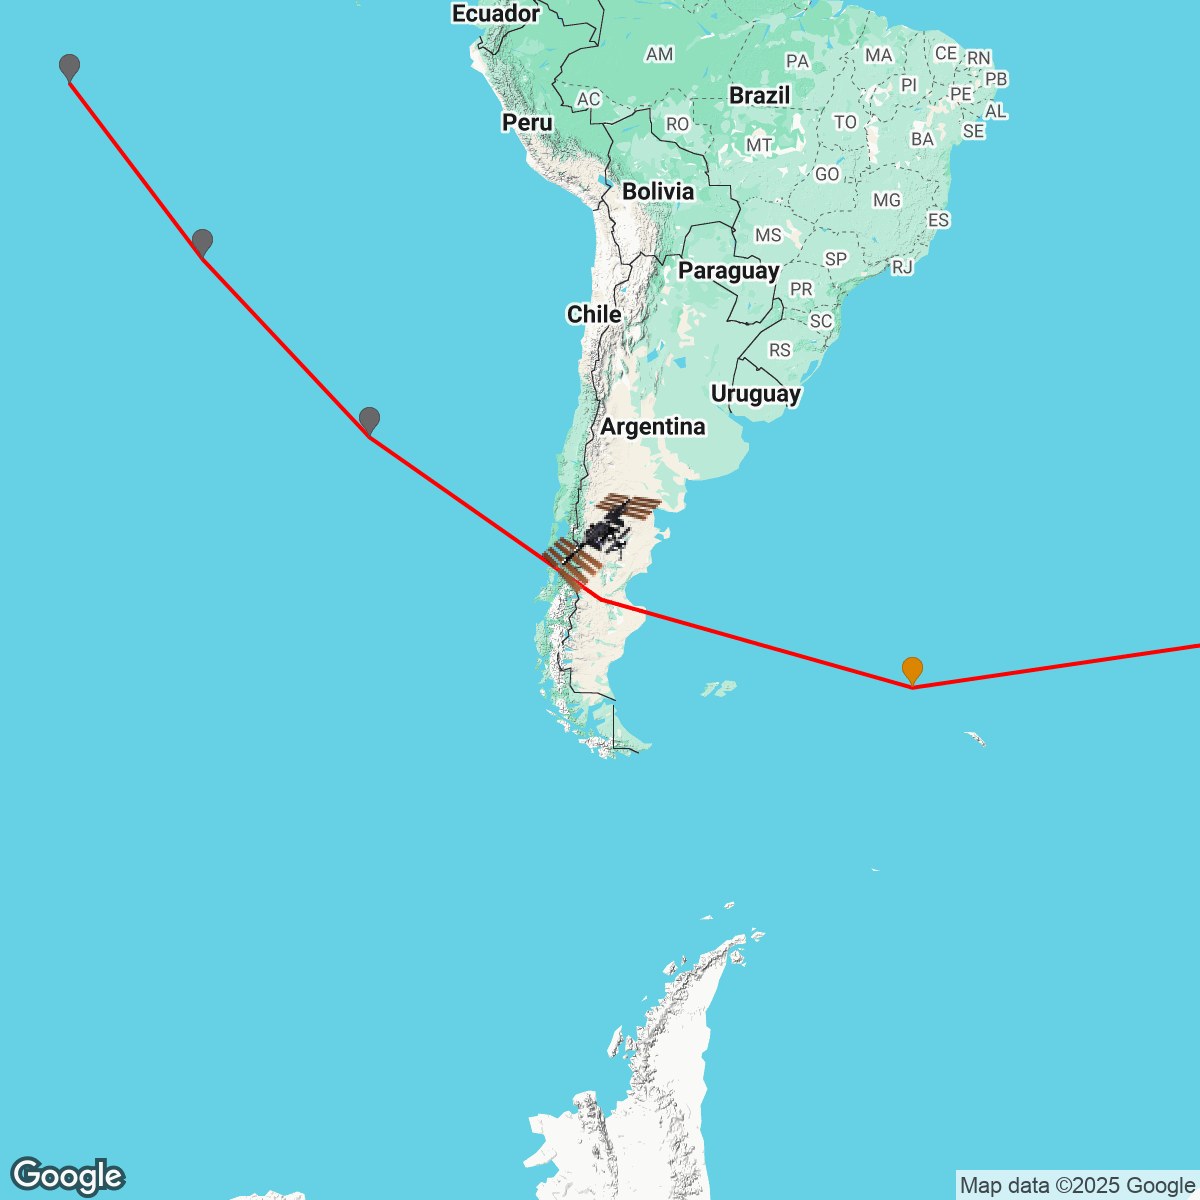 Ecuador
AM
PA
MA
CE
RN
PI
PB
AC
Brazil
PE
AL
Peru
RO
TO
SE
MT
BA
GO
Bolivia
MG
ES
MS
SP
RJ
Paraguay
PR
Chile
SC
RS
Uruguay
Argentina
Google
Map data ©2025 Google